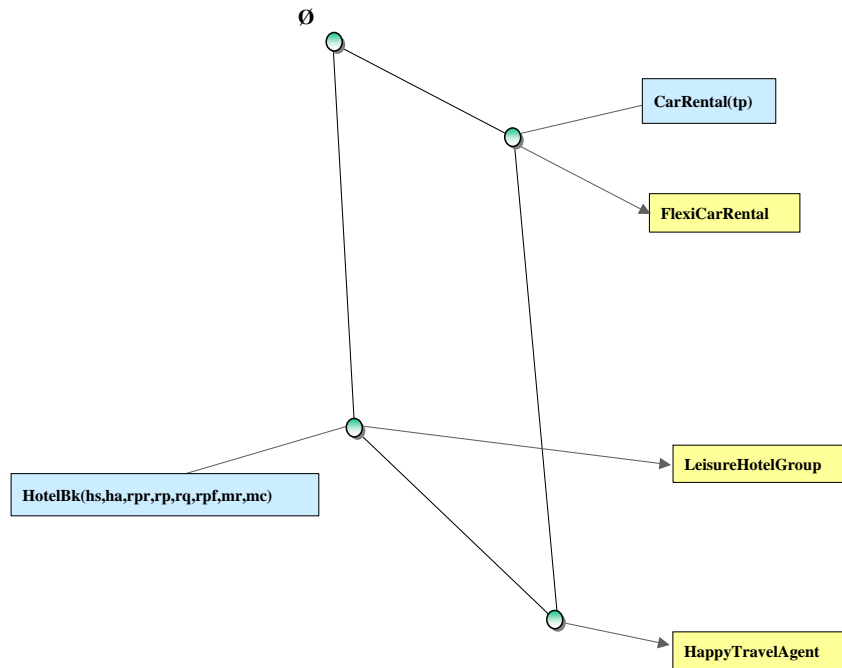 Ø
CarRental(tp)
FlexiCarRental
LeisureHotelGroup
HotelBk(hs,ha,rpr,rp,rq,rpf,mr,mc)
HappyTravelAgent